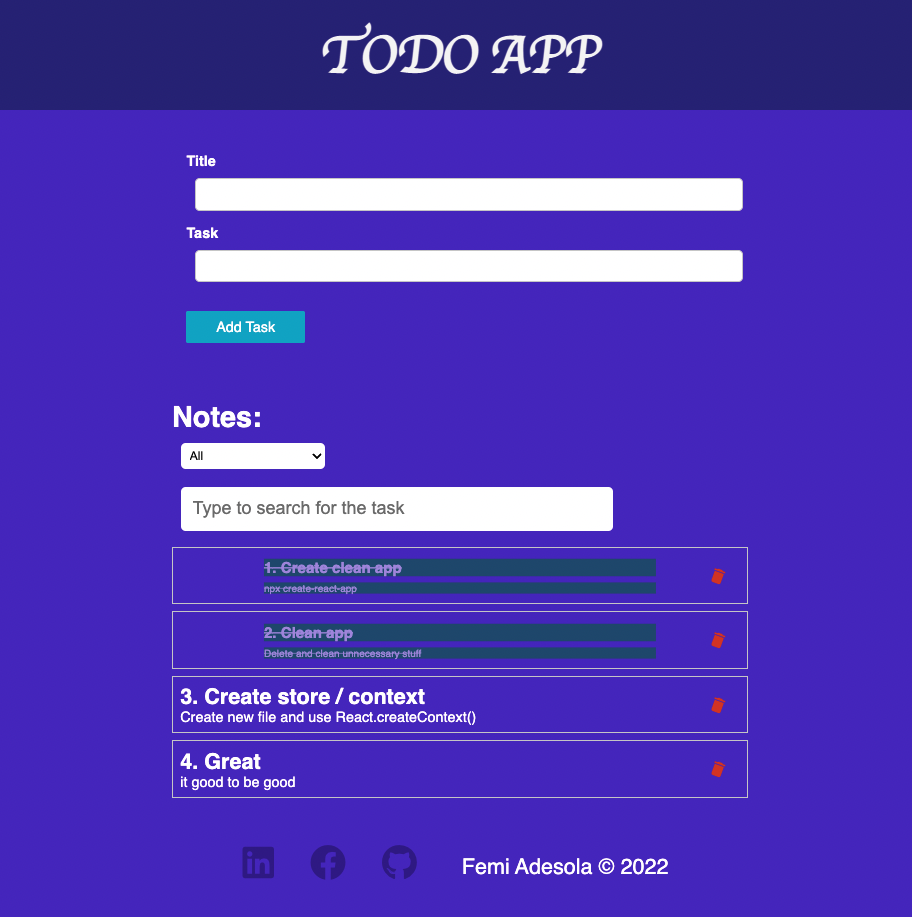 TODO APP
Title
Task
Add Task
Notes:
All
Type to search for the task
1. Create clean app
npx create-react-app
2. Clean app
Delete and clean unnecessary stuff
3. Create store / context
Create new file and use React.createContext()
4. Great
it good to be good
Femi Adesola © 2022